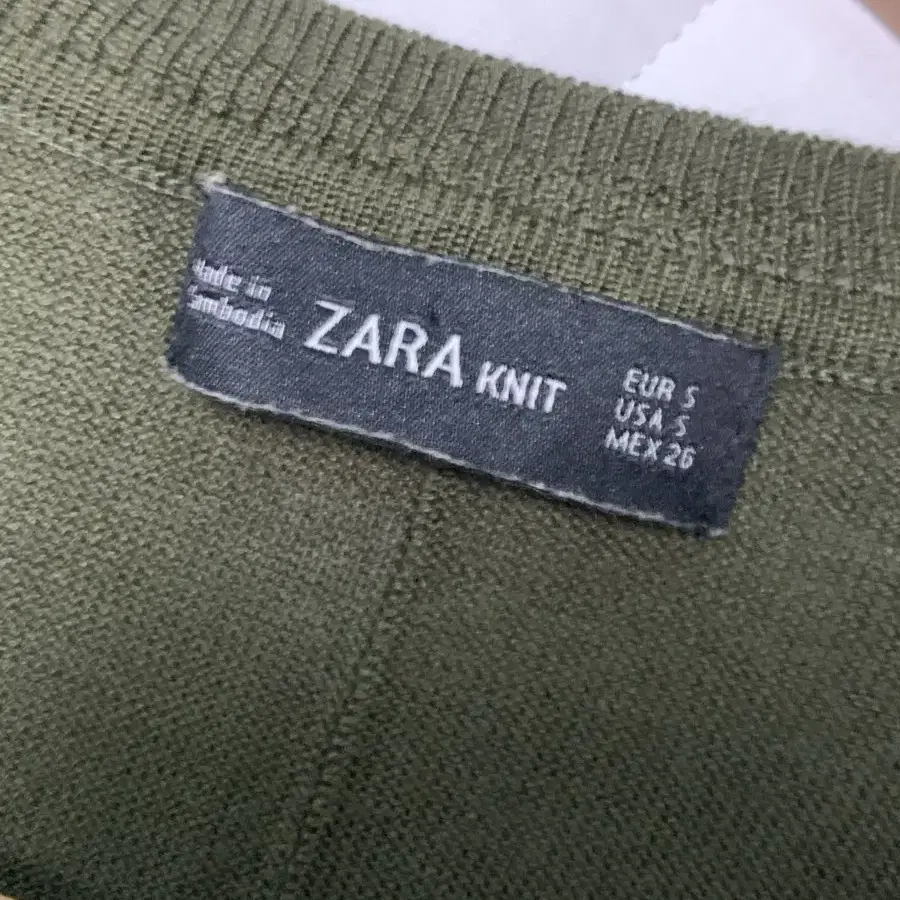 Made in
Cambodia
ZARA KNIT
EUR S
USA S
MEX 26